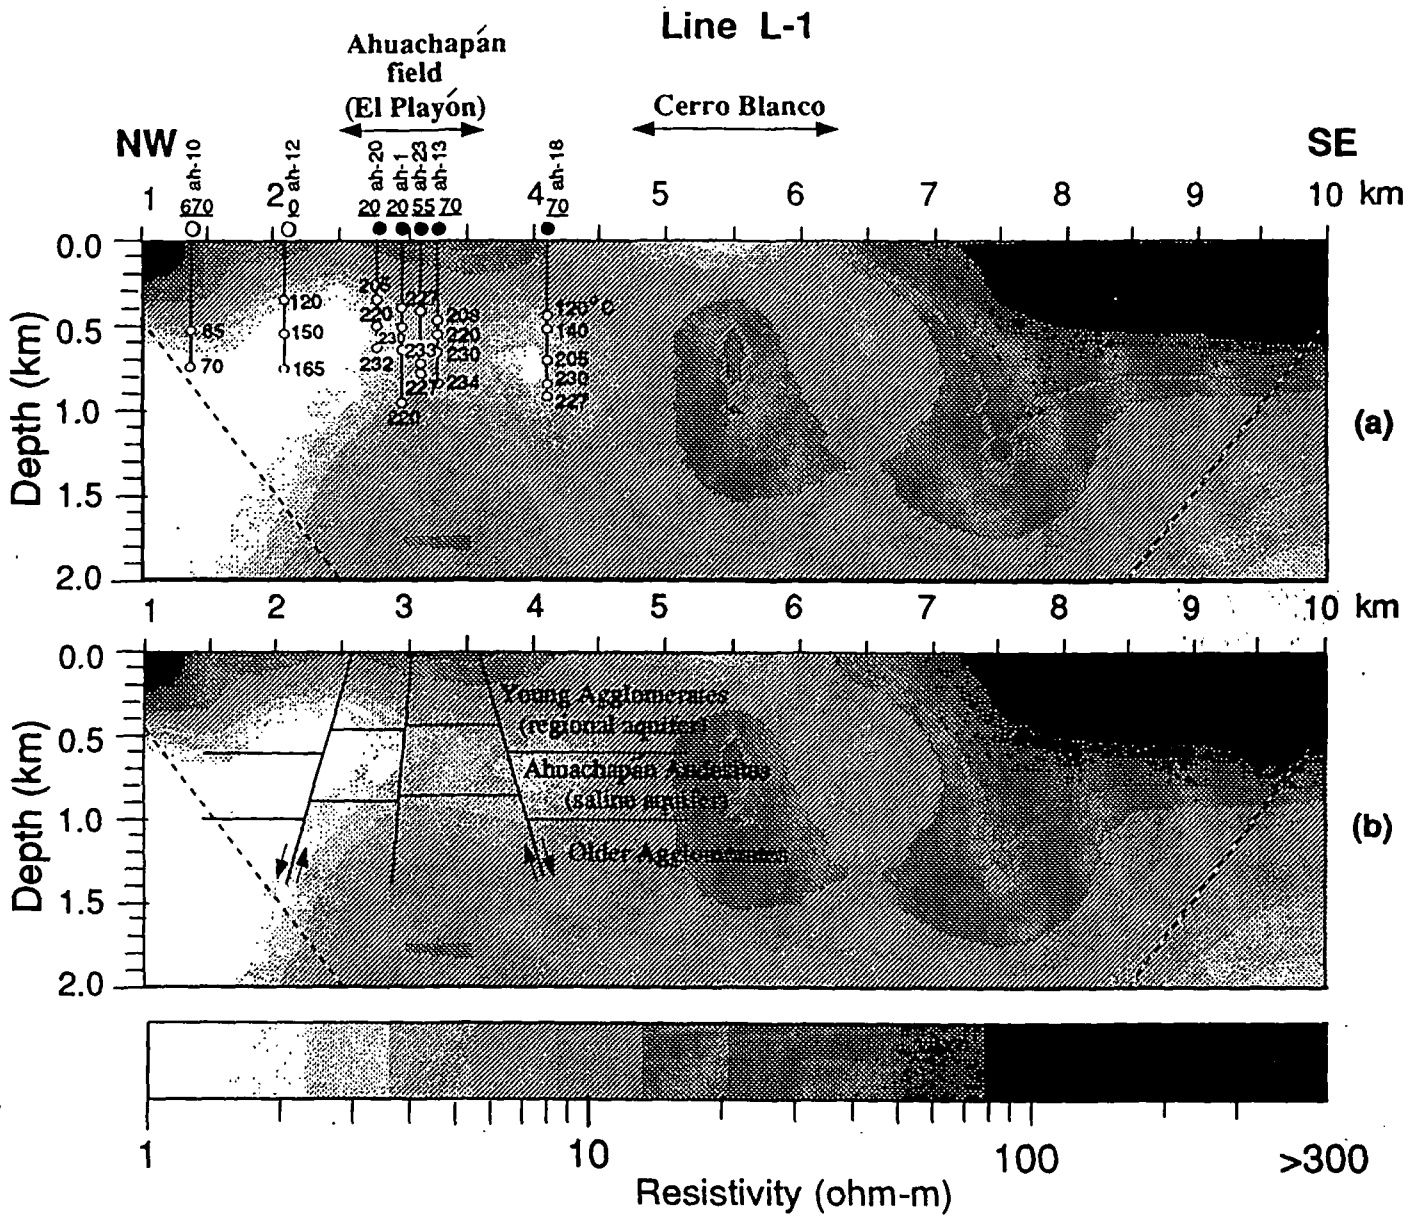 Line L-1
Ahuachapán
field
(El Playón)
Cerro Blanco
NW
SE
ah-10
ah-12
ah-20
ah-1
ah-23
ah-13
ah-18
1 2 4 5 6 7 8 9 10 km
670 0 20 20 55 70 70
Depth (km)
0.0
0.5
1.0
1.5
2.0
85
70
120
150
165
205
220
230
232
220
227
233
227
208
220
230
234
120°C
140
205
230
227
(a)
1 2 3 4 5 6 7 8 9 10 km
Depth (km)
0.0
0.5
1.0
1.5
2.0
Young Agglomerates
(regional aquifer)
Ahuachapán Andesites
(saline aquifer)
Older Agglomerates
(b)
1 10 100 >300
Resistivity (ohm-m)